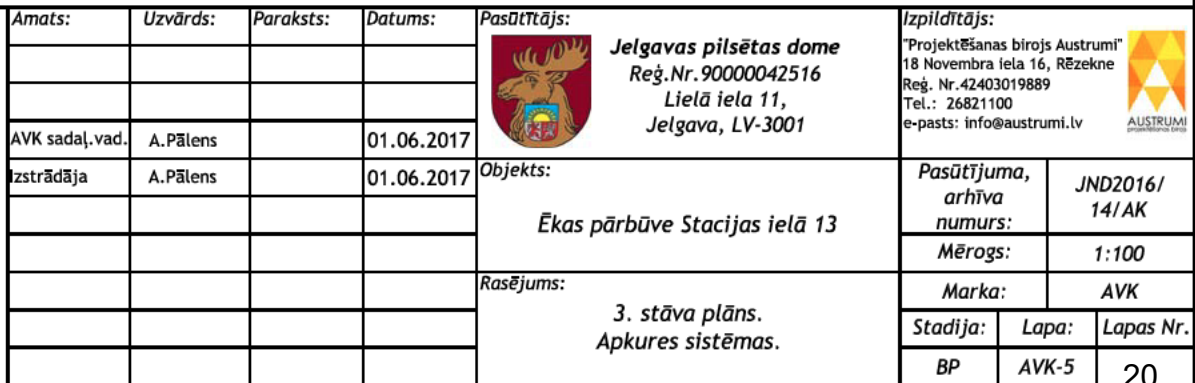 Amats: Uzvārds: Paraksts: Datums:
AVK sadaļ.vad. A.Pālens 01.06.2017
Izstrādāja A.Pālens 01.06.2017
Pasūtītājs:
Jelgavas pilsētas dome
Reģ.Nr.90000042516
Lielā iela 11,
Jelgava, LV-3001
Objekts:
Ēkas pārbūve Stacijas ielā 13
Rasējums:
3. stāva plāns.
Apkures sistēmas.
Izpildītājs:
"Projektēšanas birojs Austrumi"
18 Novembra iela 16, Rēzekne
Reģ. Nr.42403019889
Tel.: 26821100
e-pasts: info@austrumi.lv
AUSTRUMI
projektēšanas birojs
Pasūtījuma,
arhīva
numurs:
JND2016/
14/AK
Mērogs: 1:100
Marka: AVK
Stadija: Lapa: Lapas Nr.
BP AVK-5 20